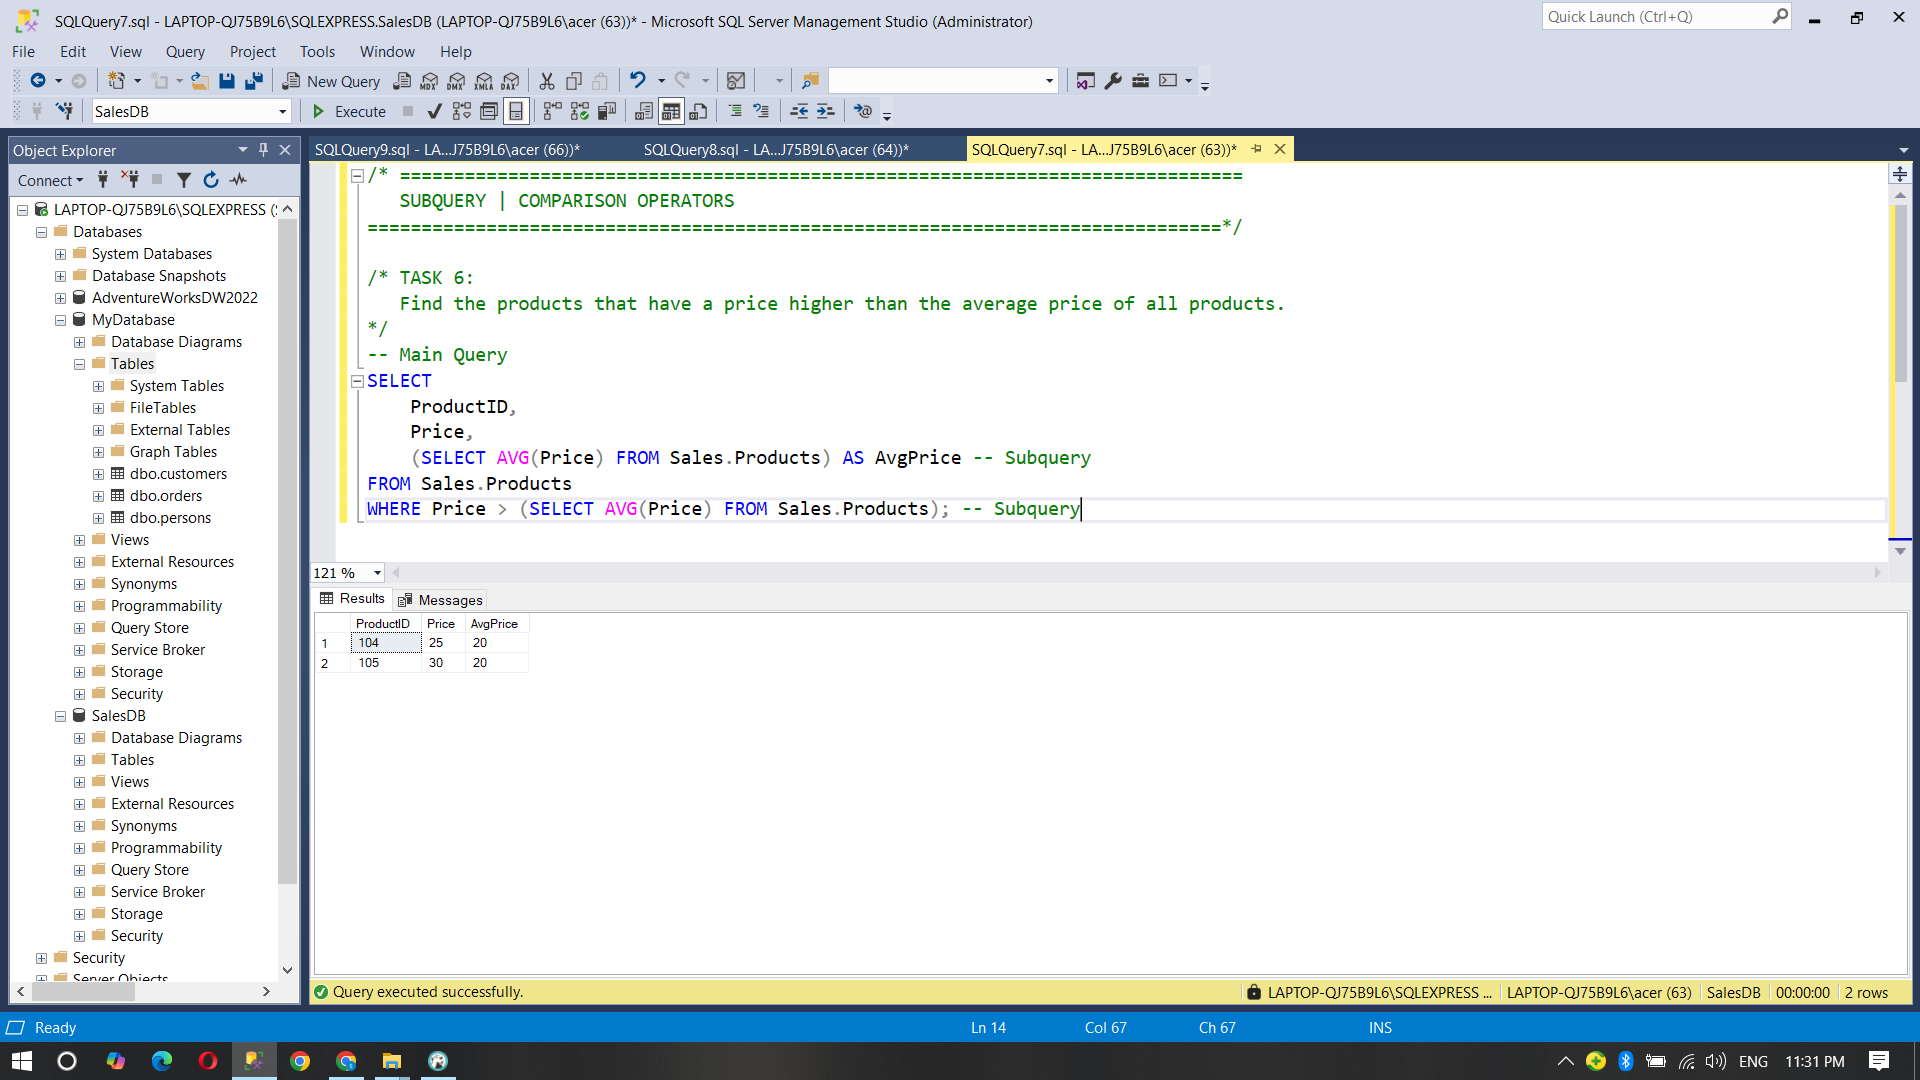 SQLQuery7.sql - LAPTOP-QJ75B9L6\SQLEXPRESS.SalesDB (LAPTOP-QJ75B9L6\acer (63))* - Microsoft SQL Server Management Studio (Administrator)
Quick Launch (Ctrl+Q)
File Edit View Query Project Tools Window Help
New Query MDX DMX XMLA DAX
SalesDB Execute
Object Explorer
Connect
LAPTOP-QJ75B9L6\SQLEXPRESS (
Databases
System Databases
Database Snapshots
AdventureWorksDW2022
MyDatabase
Database Diagrams
Tables
System Tables
FileTables
External Tables
Graph Tables
dbo.customers
dbo.orders
dbo.persons
Views
External Resources
Synonyms
Programmability
Query Store
Service Broker
Storage
Security
SalesDB
Database Diagrams
Tables
Views
External Resources
Synonyms
Programmability
Query Store
Service Broker
Storage
Security
Security
Server Objects
SQLQuery9.sql - LA...J75B9L6\acer (66))* SQLQuery8.sql - LA...J75B9L6\acer (64))* SQLQuery7.sql - LA...J75B9L6\acer (63))*
/* ==============================================================================
SUBQUERY | COMPARISON OPERATORS
===============================================================================*/
/* TASK 6:
Find the products that have a price higher than the average price of all products.
*/
-- Main Query
SELECT
ProductID,
Price,
(SELECT AVG(Price) FROM Sales.Products) AS AvgPrice -- Subquery
FROM Sales.Products
WHERE Price > (SELECT AVG(Price) FROM Sales.Products); -- Subquery
121 %
Results Messages
ProductID Price AvgPrice
1 104 25 20
2 105 30 20
Query executed successfully. LAPTOP-QJ75B9L6\SQLEXPRESS ... LAPTOP-QJ75B9L6\acer (63) SalesDB 00:00:00 2 rows
Ready Ln 14 Col 67 Ch 67 INS
ENG 11:31 PM